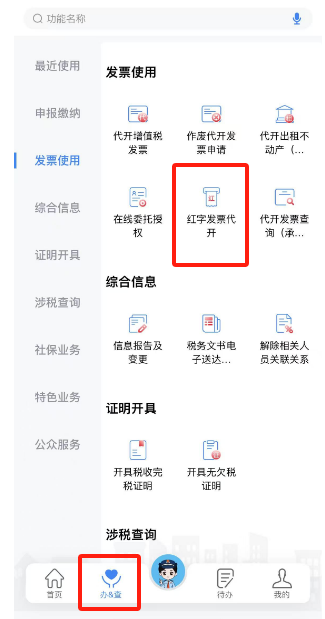 功能名称
最近使用
申报缴纳
发票使用
综合信息
证明开具
涉税查询
社保业务
特色业务
公众服务
发票使用
代开增值税
发票
作废代开发
票申请
代开出租不
动产（...
在线委托授
权
红字发票代
开
代开发票查
询（承...
综合信息
信息报告及
变更
税务文书电
子送达...
解除相关人
员关联关系
证明开具
开具税收完
税证明
开具无欠税
证明
涉税查询
首页
办&查
待办
我的